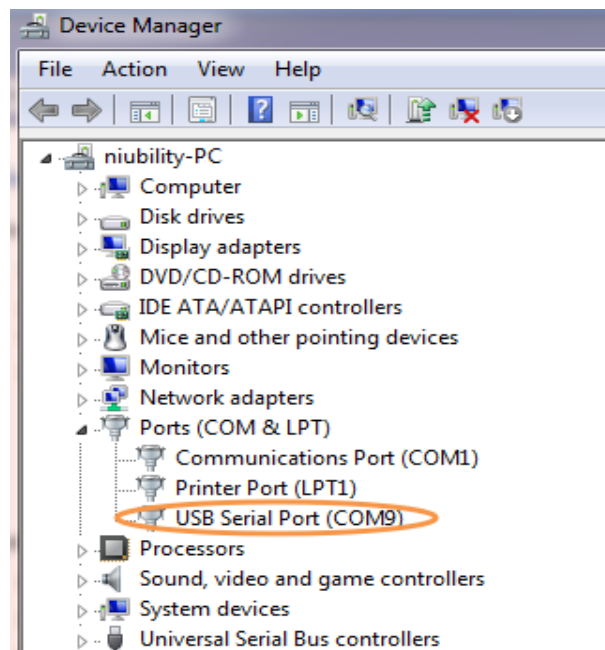 Device Manager
File Action View Help
niubility-PC
Computer
Disk drives
Display adapters
DVD/CD-ROM drives
IDE ATA/ATAPI controllers
Mice and other pointing devices
Monitors
Network adapters
Ports (COM & LPT)
Communications Port (COM1)
Printer Port (LPT1)
USB Serial Port (COM9)
Processors
Sound, video and game controllers
System devices
Universal Serial Bus controllers